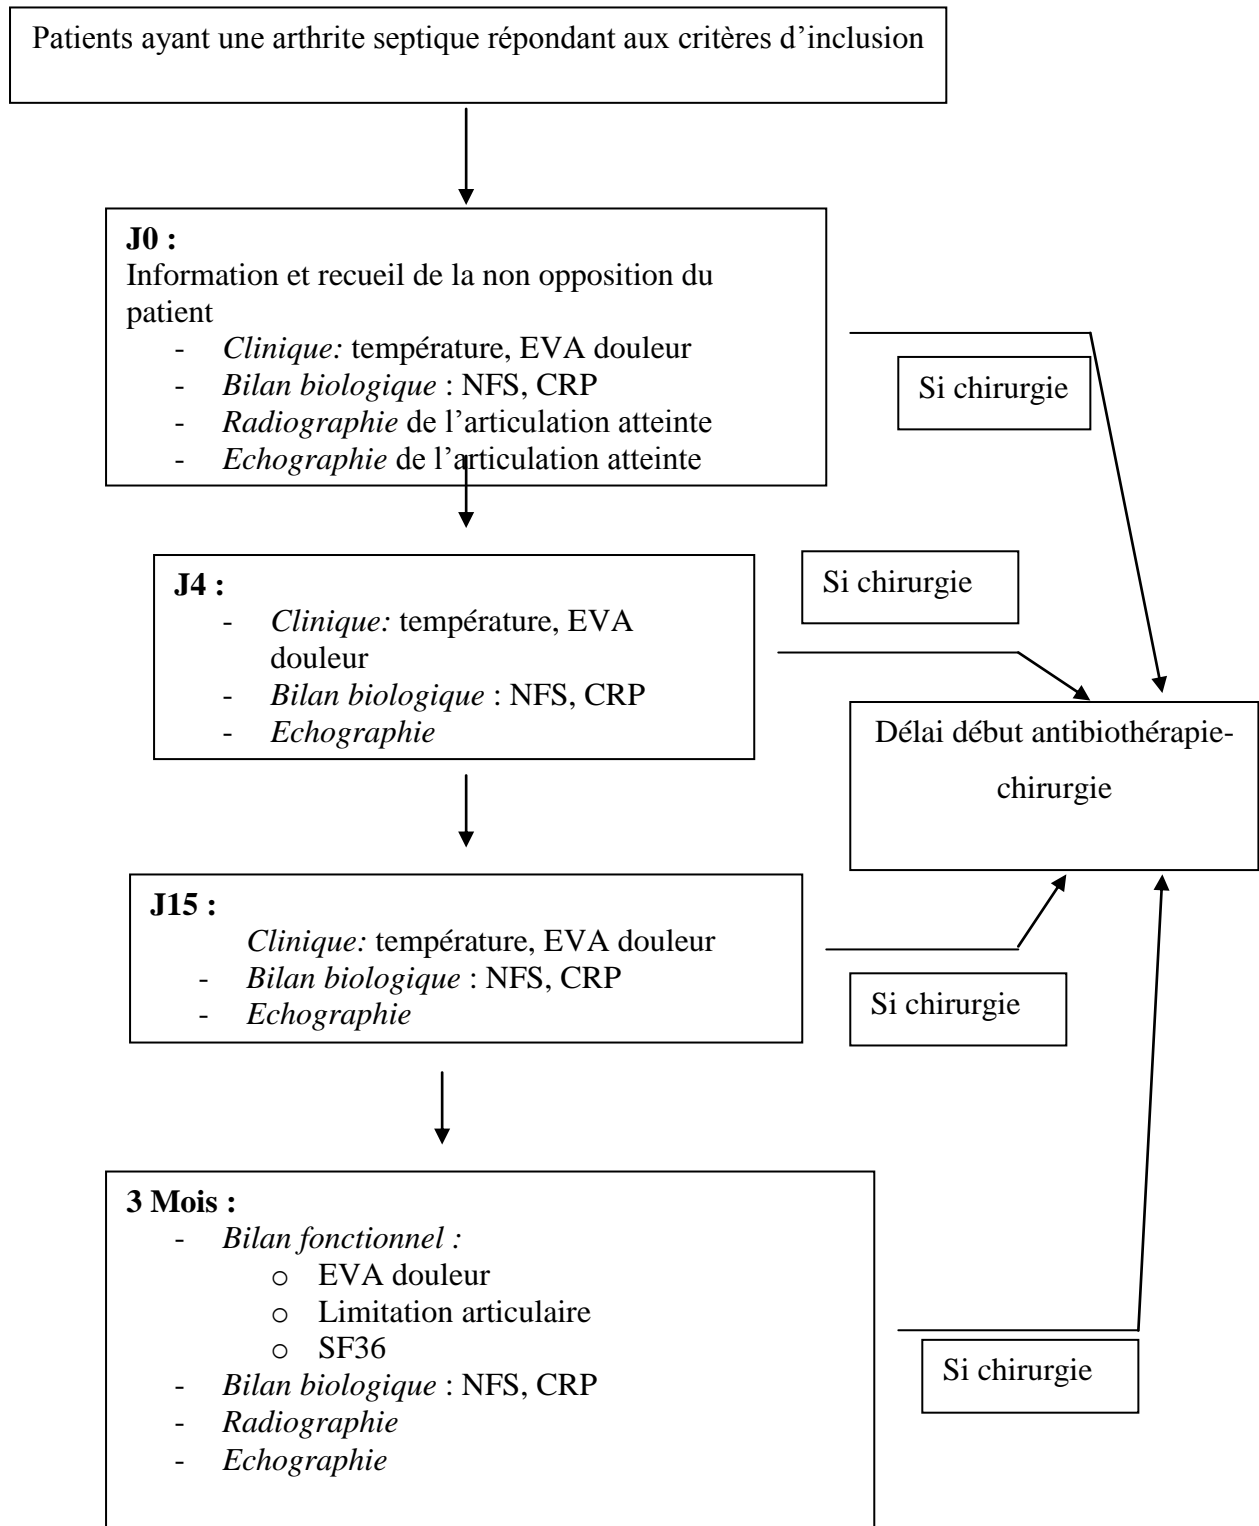 Patients ayant une arthrite septique répondant aux critères d’inclusion
J0 :
Information et recueil de la non opposition du
patient
- Clinique: température, EVA douleur
- Bilan biologique : NFS, CRP
- Radiographie de l’articulation atteinte
- Echographie de l’articulation atteinte
Si chirurgie
J4 :
- Clinique: température, EVA
douleur
- Bilan biologique : NFS, CRP
- Echographie
Si chirurgie
Délai début antibiothérapie-
chirurgie
J15 :
Clinique: température, EVA douleur
- Bilan biologique : NFS, CRP
- Echographie
Si chirurgie
3 Mois :
- Bilan fonctionnel :
o EVA douleur
o Limitation articulaire
o SF36
- Bilan biologique : NFS, CRP
- Radiographie
- Echographie
Si chirurgie